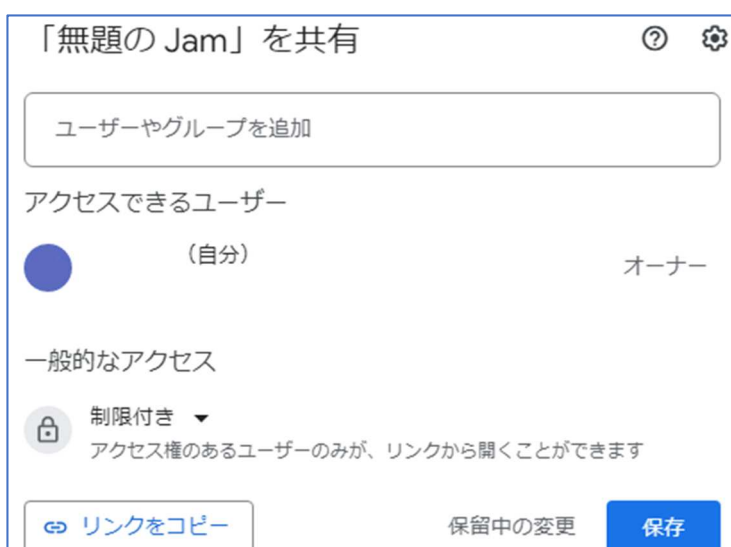 「無題の Jam」を共有
ユーザーやグループを追加
アクセスできるユーザー
（自分）
オーナー
一般的なアクセス
制限付き
アクセス権のあるユーザーのみが、リンクから開くことができます
リンクをコピー
保留中の変更
保存